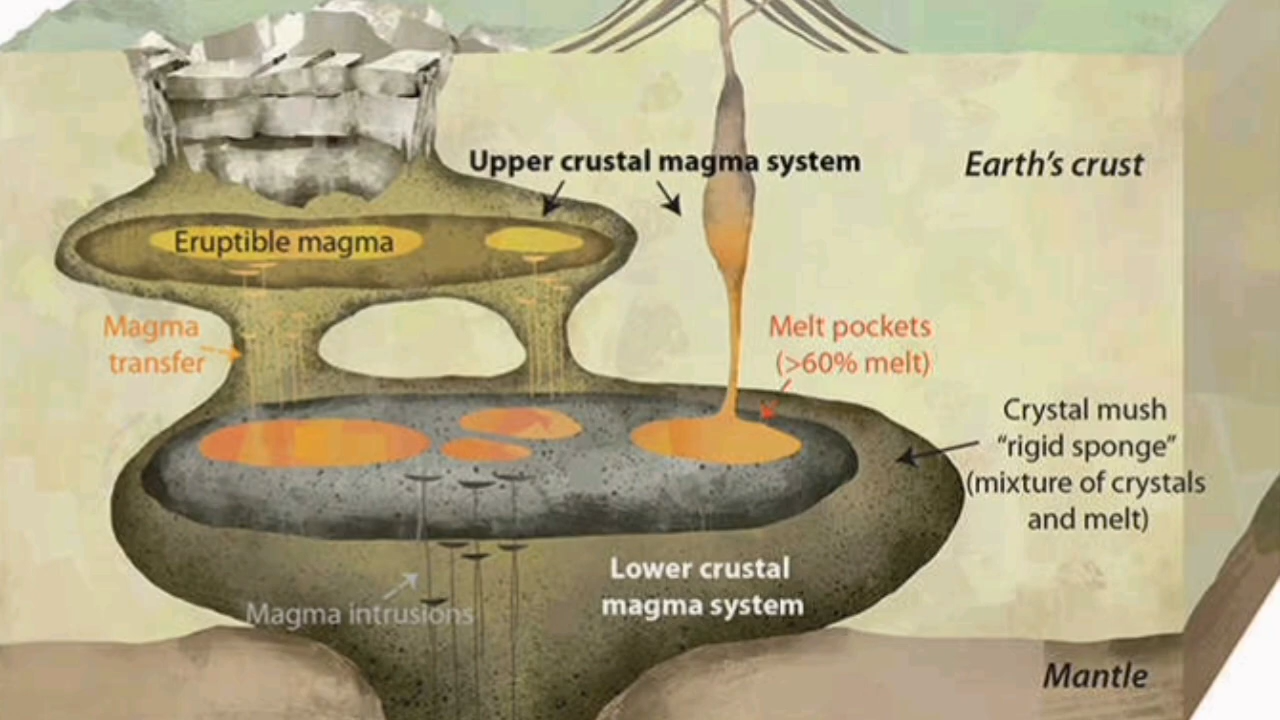 Upper crustal magma system
Earth's crust
Eruptible magma
Magma
transfer
Melt pockets
(>60% melt)
Crystal mush
“rigid sponge”
(mixture of crystals
and melt)
Lower crustal
magma system
Magma intrusions
Mantle